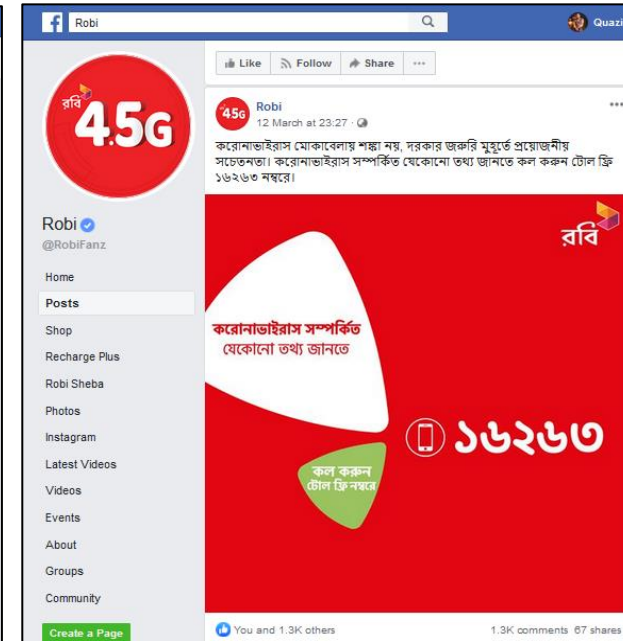 Robi
Quazi
রবি
4.5G
Like Follow Share
4.5G
Robi
12 March at 23:27
করোনাভাইরাস মোকাবেলায় শঙ্কা নয়, দরকার জরুরি মুহূর্তে প্রয়োজনীয়
সচেতনতা। করোনাভাইরাস সম্পর্কিত যেকোনো তথ্য জানতে কল করুন টোল ফ্রি
১৬২৬৩ নম্বরে।
Robi
@RobiFanz
Home
Posts
Shop
Recharge Plus
Robi Sheba
Photos
Instagram
Latest Videos
Videos
Events
About
Groups
Community
Create a Page
রবি
করোনাভাইরাস সম্পর্কিত
যেকোনো তথ্য জানতে
১৬২৬৩
কল করুন
টোল ফ্রি নম্বরে
You and 1.3K others
1.3K comments 67 shares